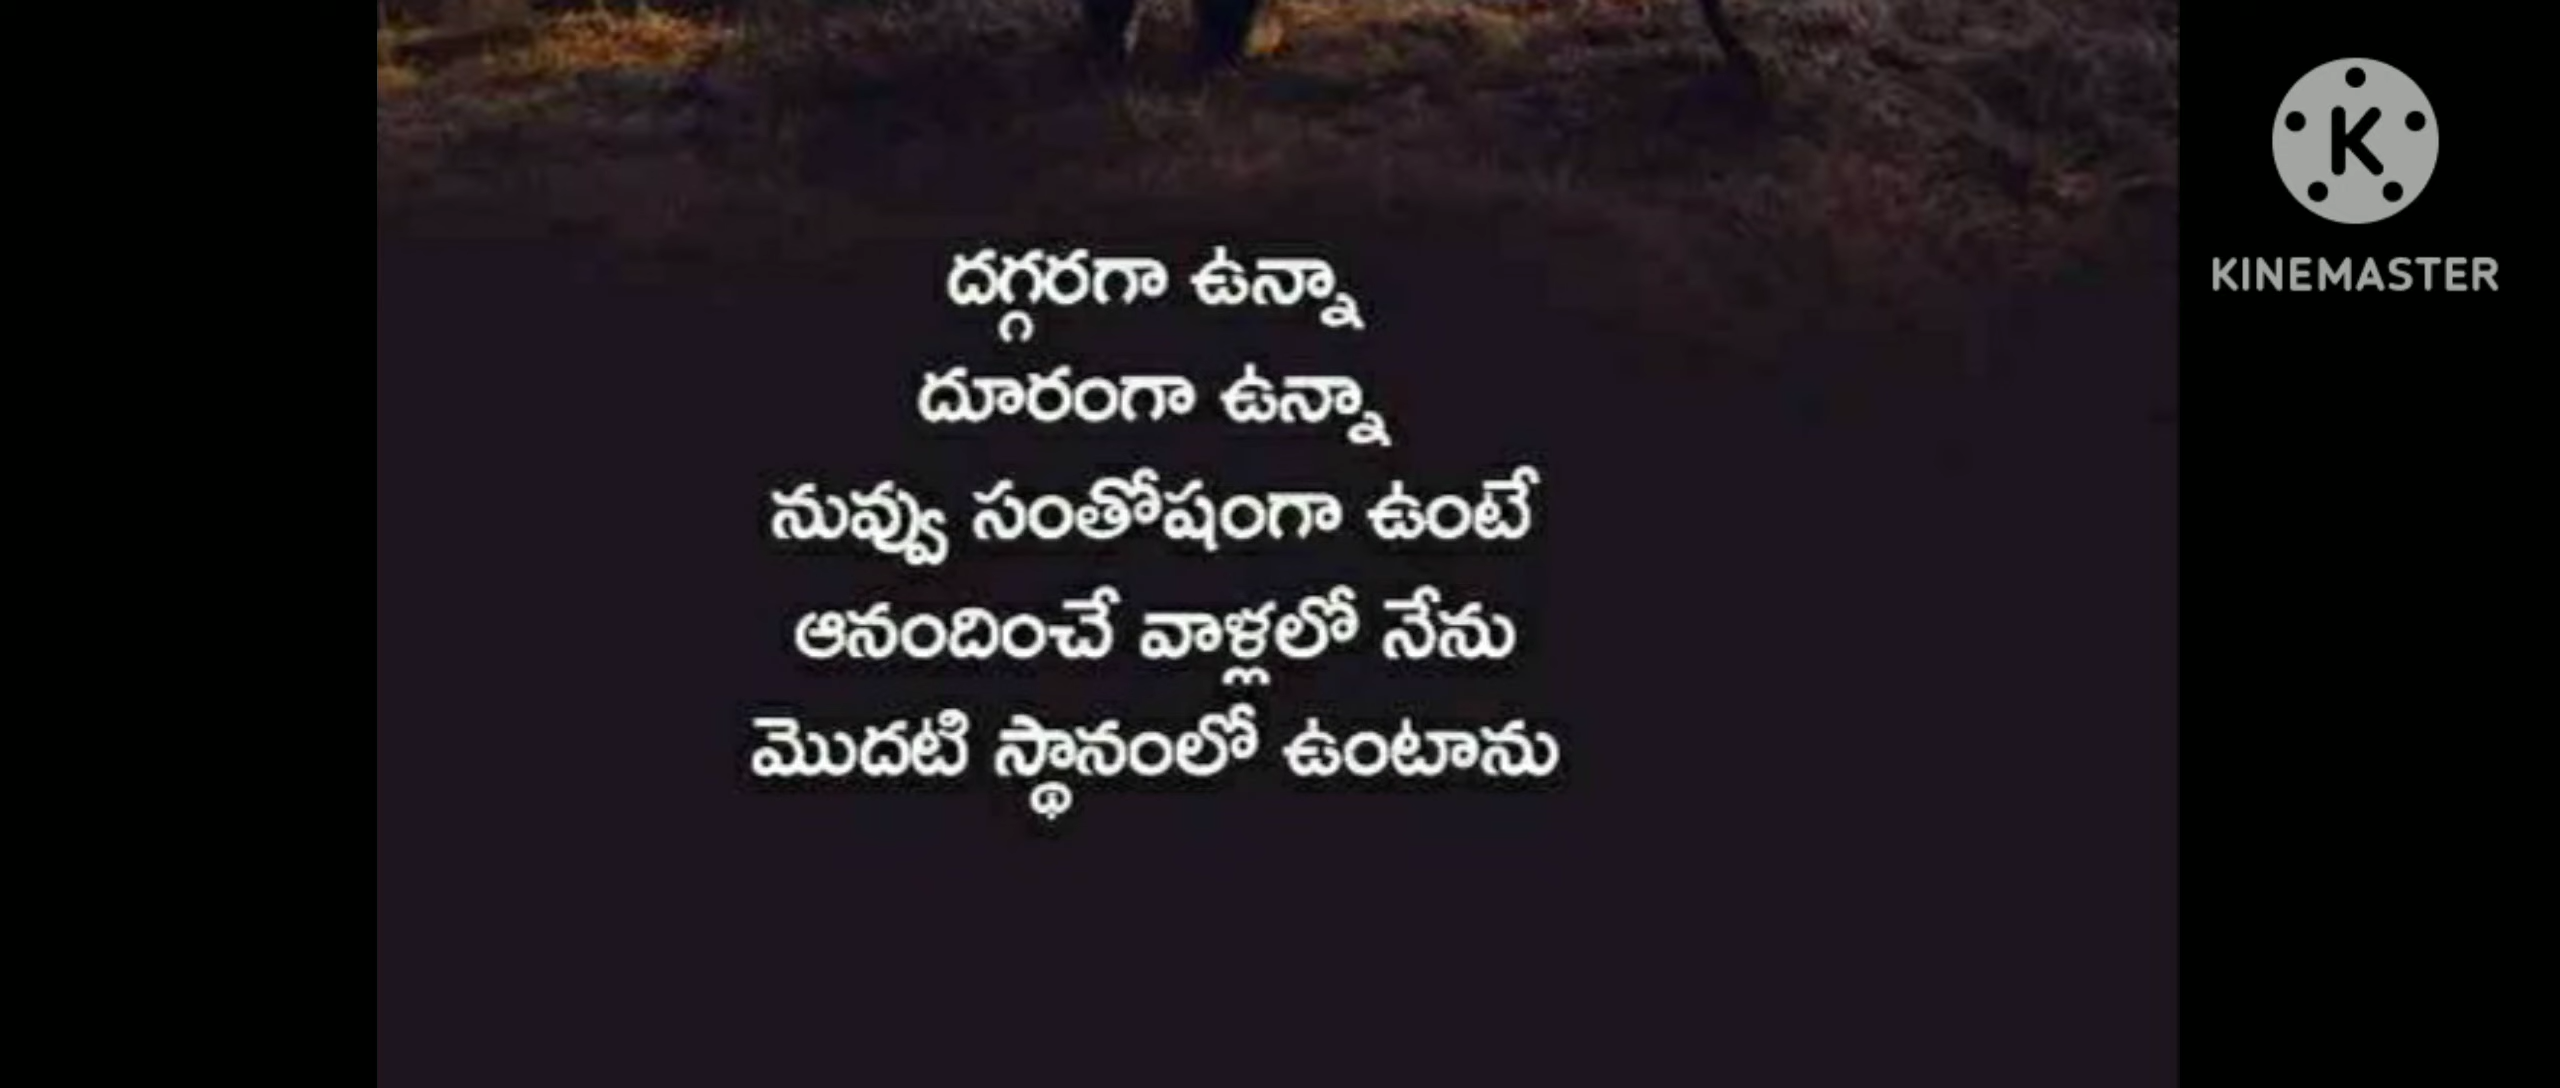 దగ్గరగా ఉన్నా
దూరంగా ఉన్నా
నువ్వు సంతోషంగా ఉంటే
ఆనందించే వాళ్లలో నేను
మొదటి స్థానంలో ఉంటాను
K
KINEMASTER